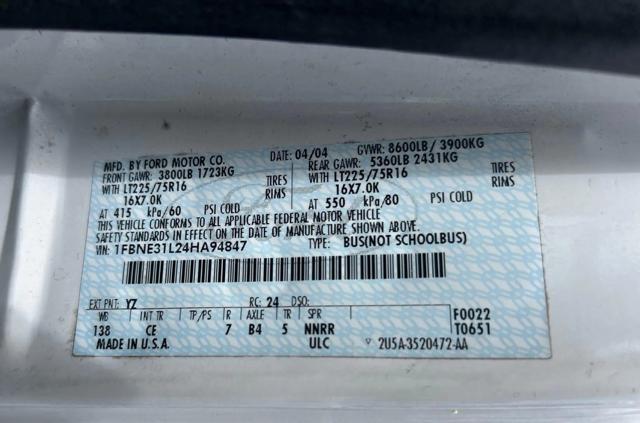 MFD. BY FORD MOTOR CO. DATE: 04/04 GVWR: 8600LB / 3900KG
FRONT GAWR: 3800LB 1723KG REAR GAWR: 5360LB 2431KG
WITH LT225/75R16 TIRES WITH LT225/75R16 TIRES
16X7.0K RIMS 16X7.0K RIMS
AT 415 kPa/60 PSI COLD AT 550 kPa/80 PSI COLD
THIS VEHICLE CONFORMS TO ALL APPLICABLE FEDERAL MOTOR VEHICLE
SAFETY STANDARDS IN EFFECT ON THE DATE OF MANUFACTURE SHOWN ABOVE.
VIN: 1FBNE31L24HA94847 TYPE: BUS(NOT SCHOOLBUS)
EXT PNT: YZ RC: 24 DSO:
WB INT TR TP/PS R AXLE TR SPR F0022
138 CE 7 B4 5 NNRR T0651
MADE IN U.S.A. ULC 2U5A-3520472-AA